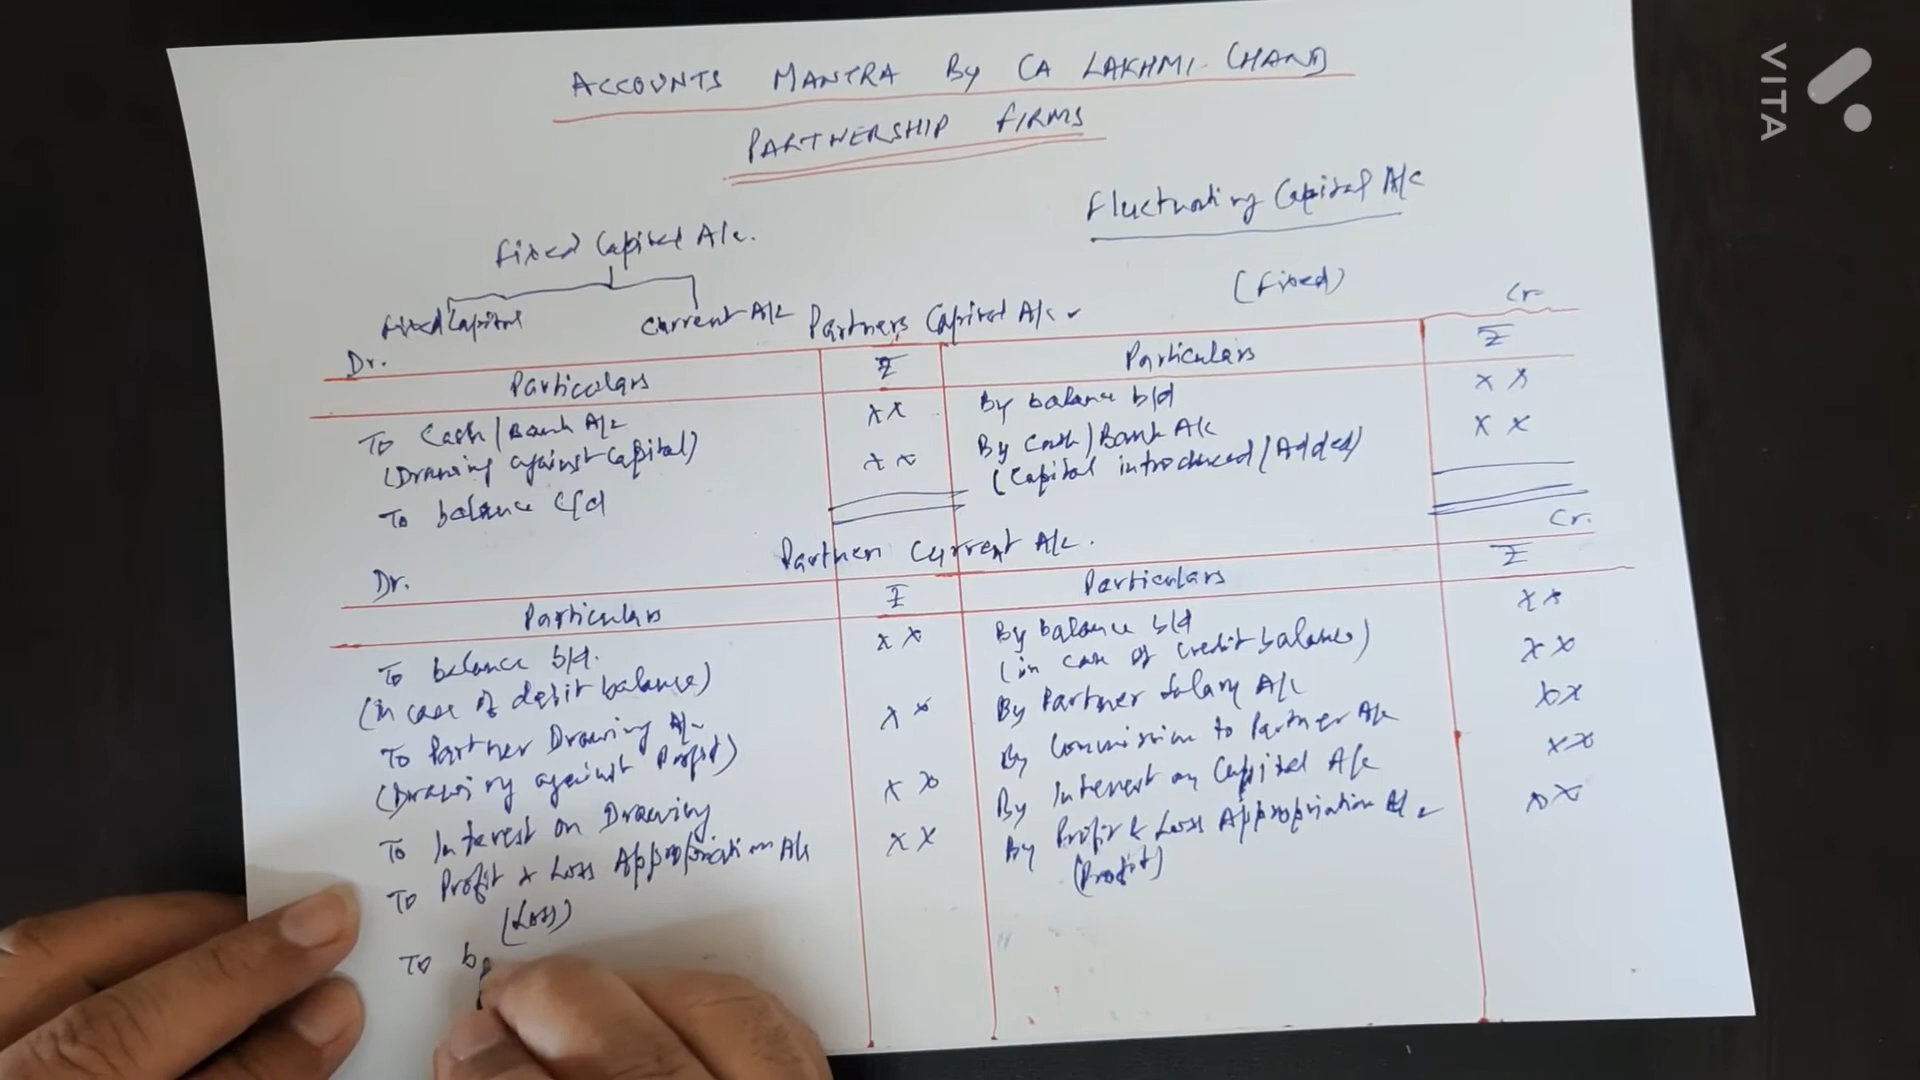 ACCOUNTS MANTRA By CA LAKHMI CHAND
PARTNERSHIP FIRMS
VITA
Fluctuating Capital A/c
Fixed Capital A/c.
Fixed Capital Current A/c
Partners Capital A/c
(Fixed)
Dr. Cr.
Particulars ₹ Particulars ₹
To Cash/Bank A/c xx By balance b/d xx
(Drawing against Capital) By Cash/Bank A/c xx
To balance c/d xx (Capital introduced/Added)
Partner Current A/c.
Dr. Cr.
Particulars ₹ Particulars ₹
To balance b/d. xx By balance b/d xx
(in case of debit balance) (in case of credit balance)
To Partner Drawing A/c xx By Partner Salary A/c xx
(Drawing against Profit) By Commission to Partner A/c xx
To Interest on Drawing xx By Interest on Capital A/c xx
To Profit & Loss Appropriation A/c xx By Profit & Loss Appropriation A/c xx
(Loss) (Profit)
To b